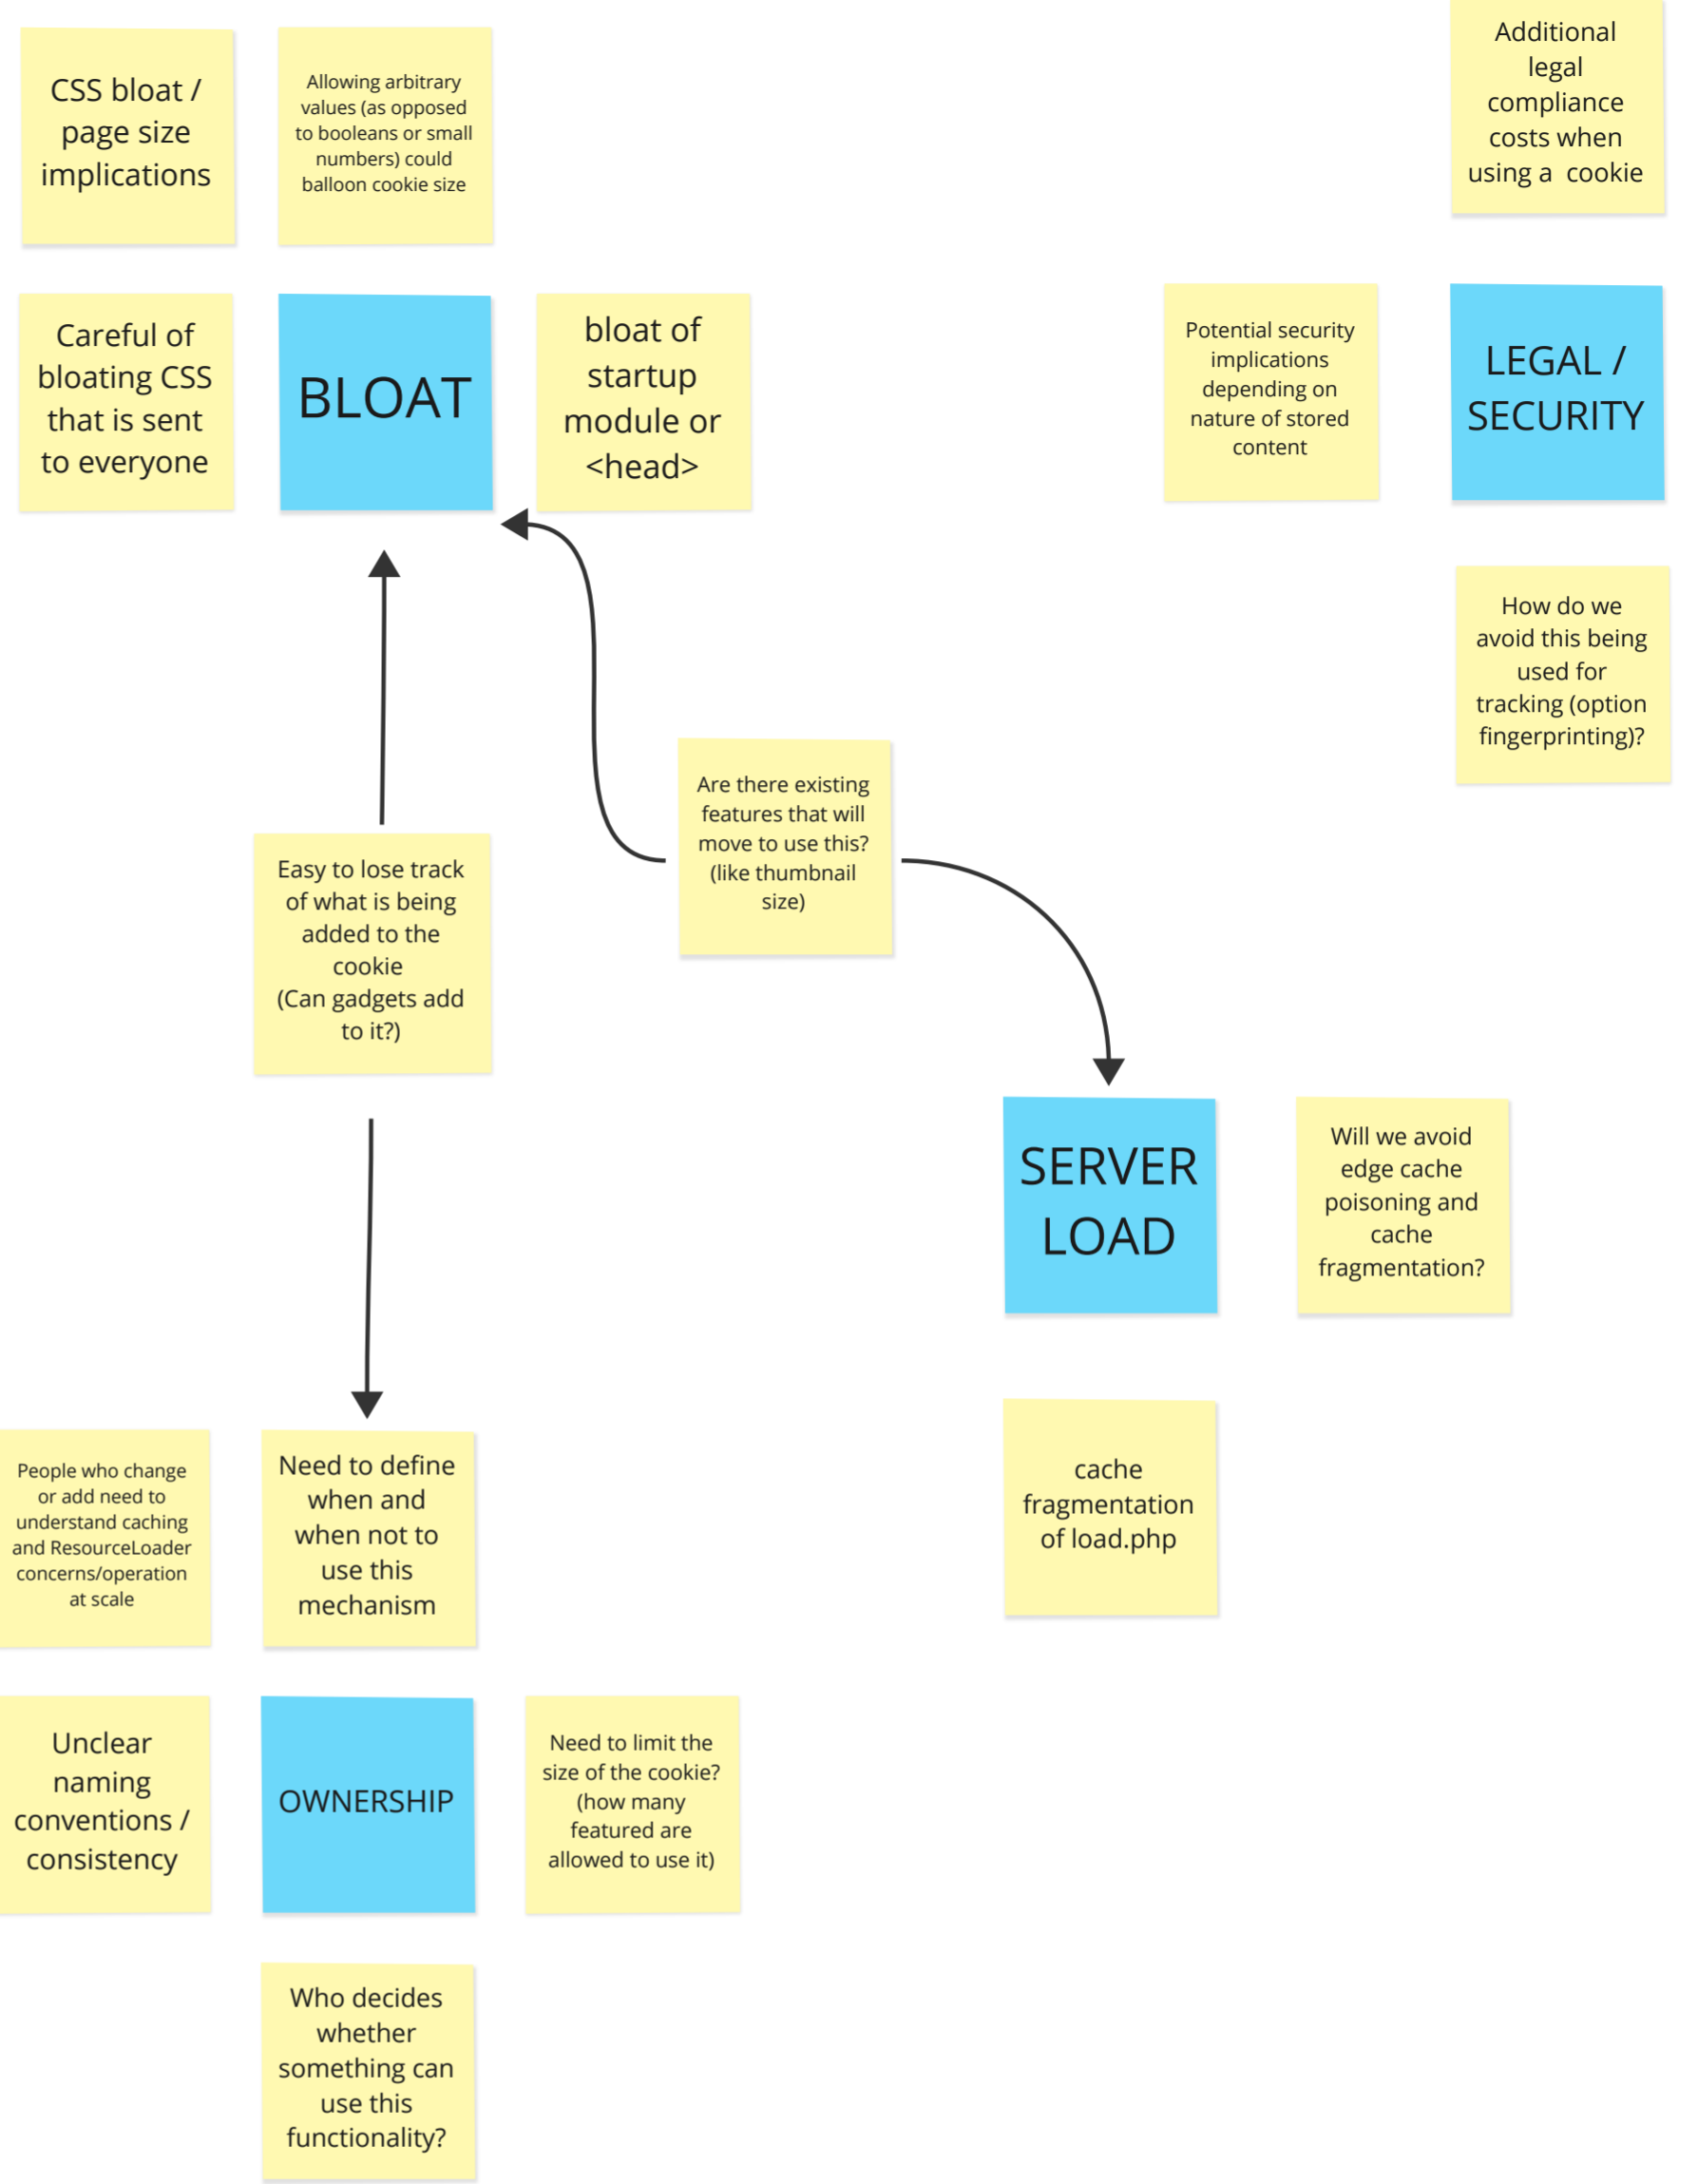 CSS bloat /
page size
implications
Allowing arbitrary
values (as opposed
to booleans or small
numbers) could
balloon cookie size
Additional
legal
compliance
costs when
using a  cookie
Careful of
bloating CSS
that is sent
to everyone
BLOAT
bloat of
startup
module or
<head>
Potential security
implications
depending on
nature of stored
content
LEGAL /
SECURITY
How do we
avoid this being
used for
tracking (option
fingerprinting)?
Are there existing
features that will
move to use this?
(like thumbnail
size)
Easy to lose track
of what is being
added to the
cookie
(Can gadgets add
to it?)
SERVER
LOAD
Will we avoid
edge cache
poisoning and
cache
fragmentation?
cache
fragmentation
of load.php
People who change
or add need to
understand caching
and ResourceLoader
concerns/operation
at scale
Need to define
when and
when not to
use this
mechanism
Unclear
naming
conventions /
consistency
OWNERSHIP
Need to limit the
size of the cookie?
(how many
featured are
allowed to use it)
Who decides
whether
something can
use this
functionality?